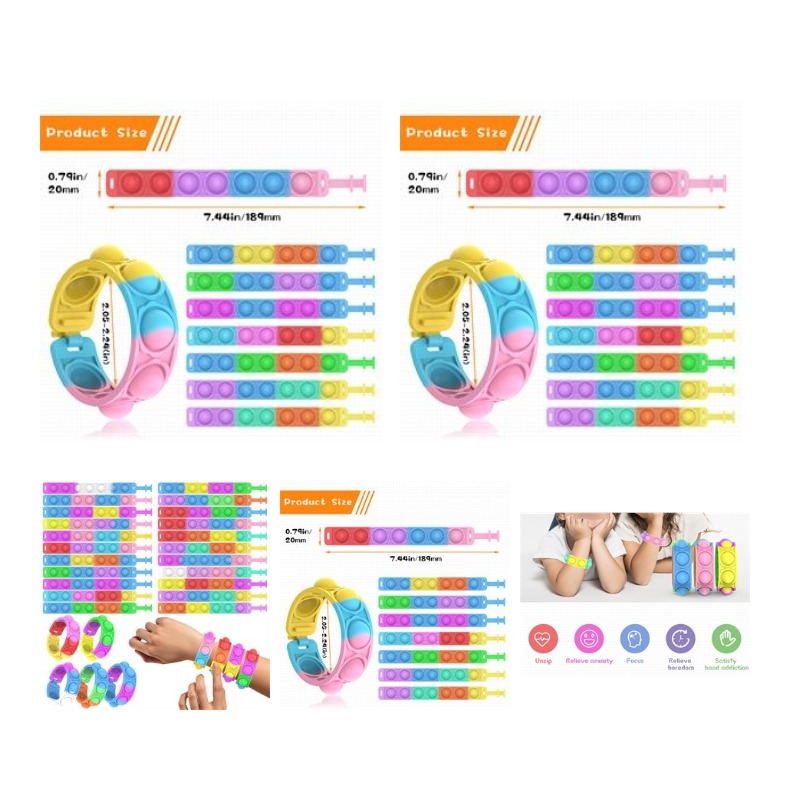 Product Size
0.79in/
20mm
7.44in/189mm
2.05-2.24(in)
Product Size
0.79in/
20mm
7.44in/189mm
2.05-2.24(in)
Product Size
0.79in/
20mm
7.44in/189mm
2.05-2.24(in)
Unzip Relieve anxiety Focus Relieve boredom Satisfy hand addiction